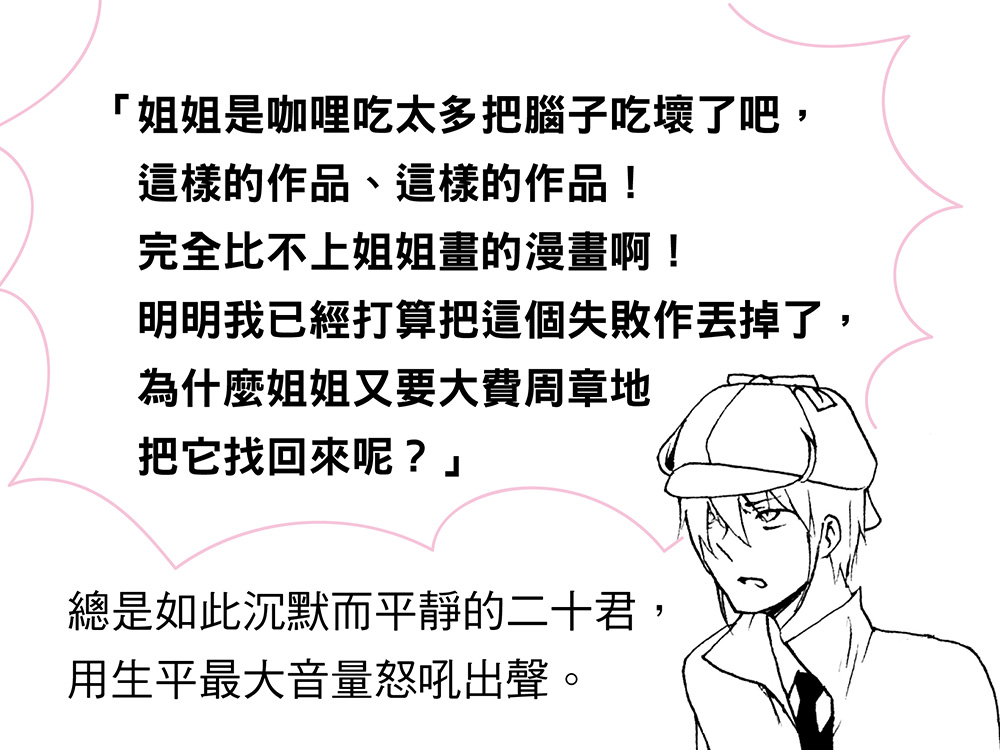 「姐姐是咖哩吃太多把腦子吃壞了吧，
這樣的作品、這樣的作品！
完全比不上姐姐畫的漫畫啊！
明明我已經打算把這個失敗作丟掉了，
為什麼姐姐又要大費周章地
把它找回來呢？」
總是如此沉默而平靜的二十君，
用生平最大音量怒吼出聲。